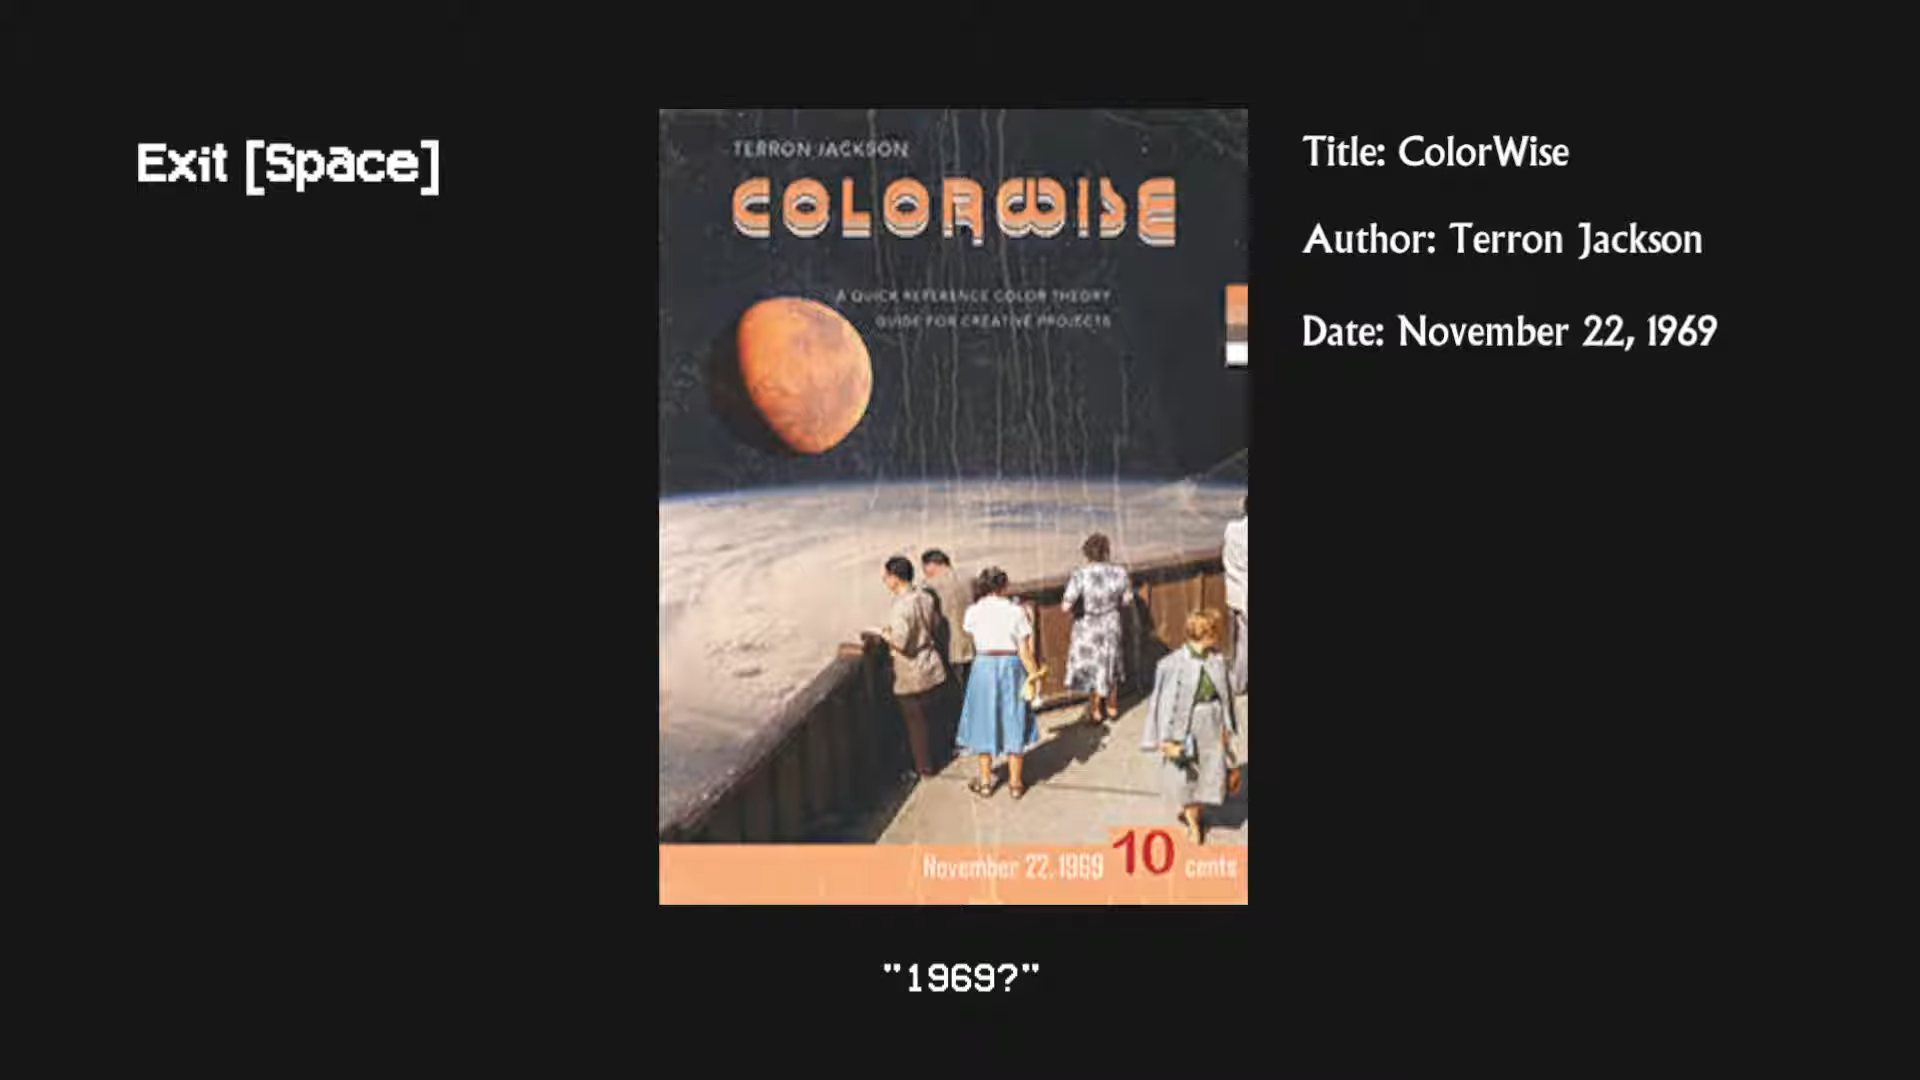 Exit [Space]
TERRON JACKSON
COLORWISE
A QUICK REFERENCE COLOR THEORY
GUIDE FOR CREATIVE PROJECTS
November 22, 1969 10 cents
Title: ColorWise
Author: Terron Jackson
Date: November 22, 1969
"1969?"